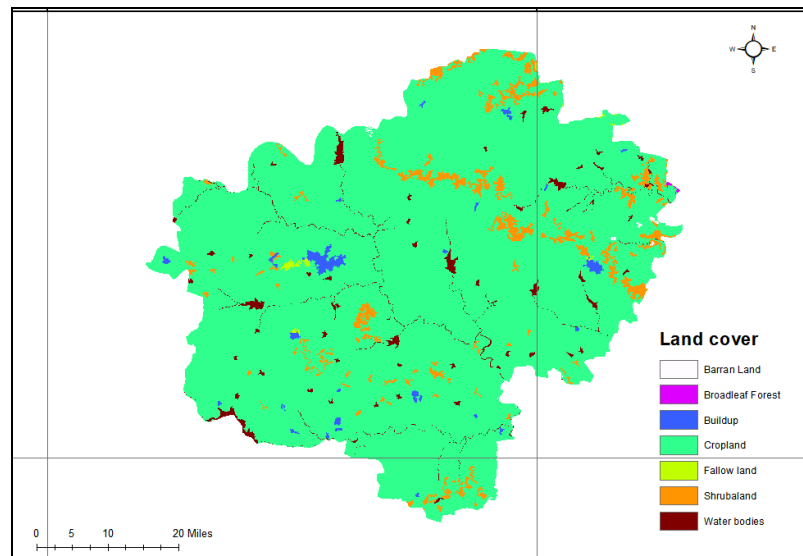 N
W E
S
Land cover
Barran Land
Broadleaf Forest
Buildup
Cropland
Fallow land
Shrubaland
Water bodies
0 5 10 20 Miles